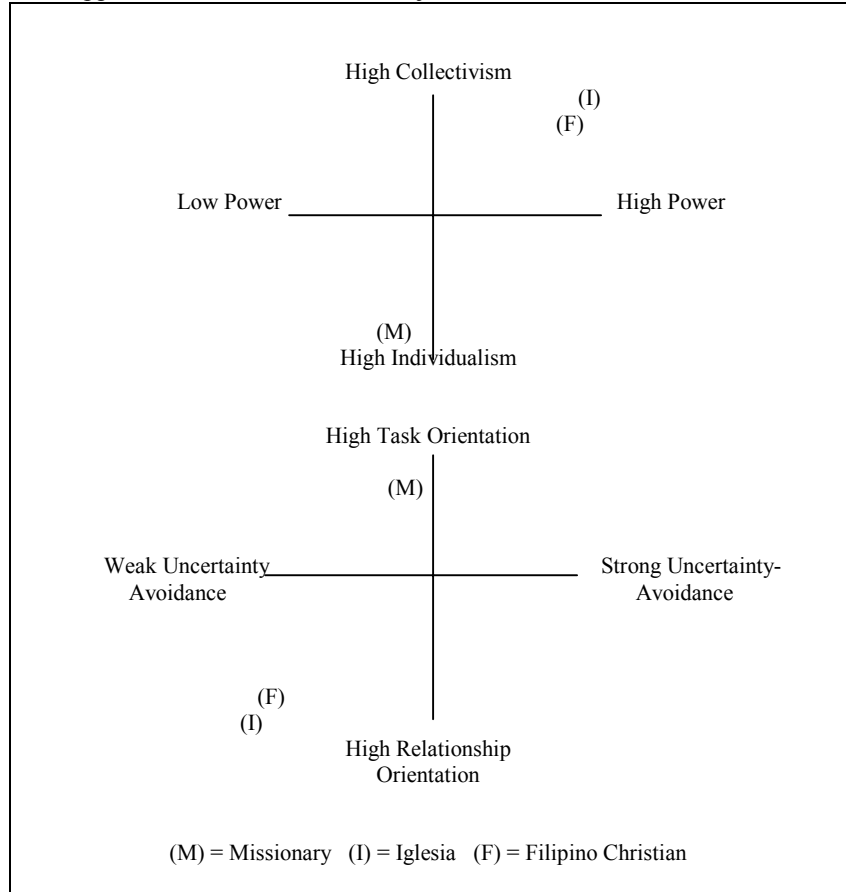 High Collectivism
(I)
(F)
Low Power
High Power
(M)
High Individualism
High Task Orientation
(M)
Weak Uncertainty
Avoidance
Strong Uncertainty-
Avoidance
(F)
(I)
High Relationship
Orientation
(M) = Missionary (I) = Iglesia (F) = Filipino Christian